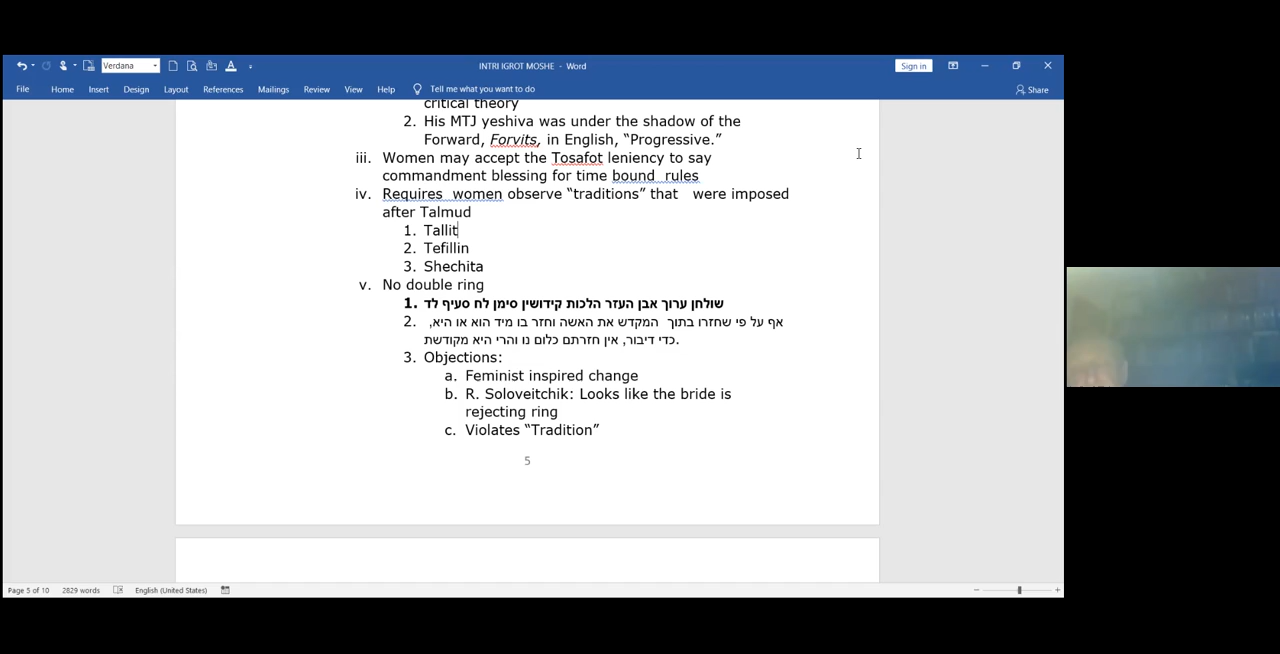 Verdana
INTRI IGROT MOSHE - Word
Sign in
File Home Insert Design Layout References Mailings Review View Help Tell me what you want to do Share
critical theory
2. His MTJ yeshiva was under the shadow of the
Forward, Forvits, in English, “Progressive.”
iii. Women may accept the Tosafot leniency to say
commandment blessing for time bound rules
iv. Requires women observe “traditions” that were imposed
after Talmud
1. Tallit
2. Tefillin
3. Shechita
v. No double ring
1. שולחן ערוך אבן העזר הלכות קידושין סימן לח סעיף לד
2. אף על פי שחזרו בתוך המקדש את האשה וחזר בו מיד הוא או היא,
כדי דיבור, אין חזרתם כלום נו והרי היא מקודשת.
3. Objections:
a. Feminist inspired change
b. R. Soloveitchik: Looks like the bride is
rejecting ring
c. Violates “Tradition”
5
Page 5 of 10 2829 words English (United States)